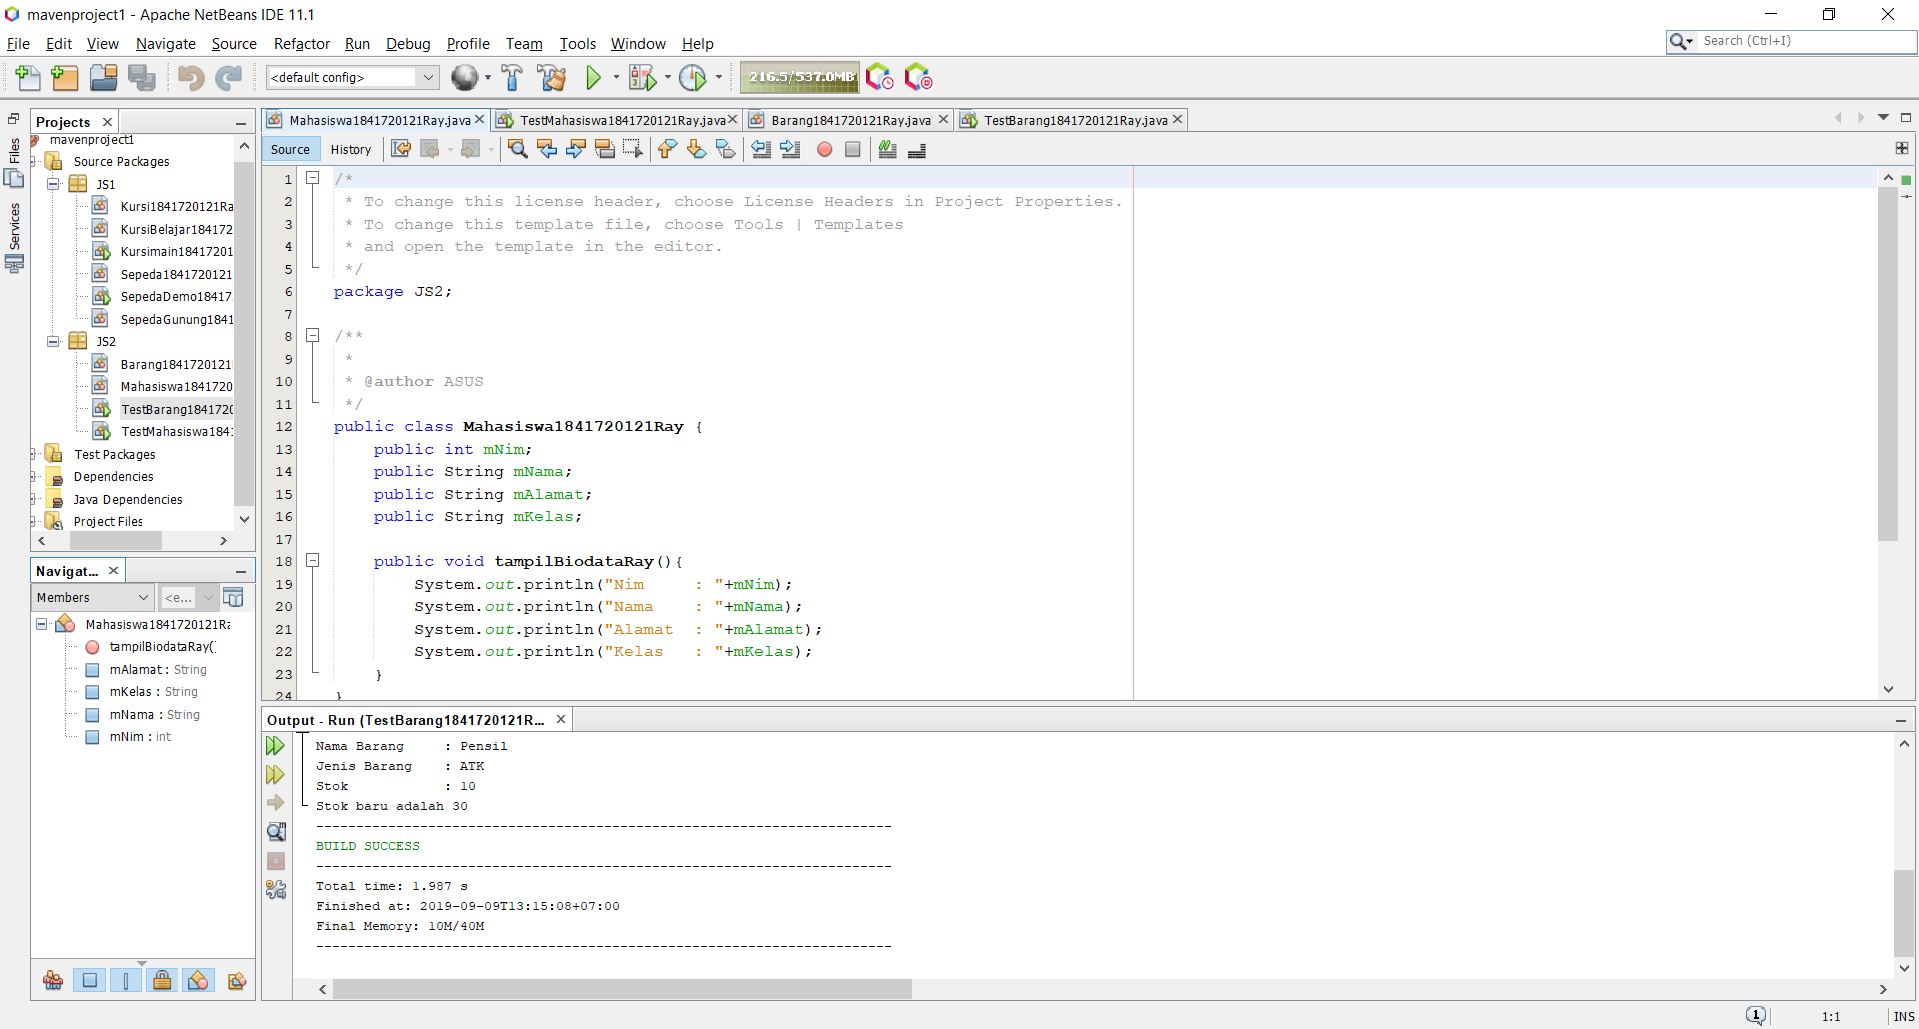 mavenproject1 - Apache NetBeans IDE 11.1
File Edit View Navigate Source Refactor Run Debug Profile Team Tools Window Help
Search (Ctrl+I)
<default config>
216.5/537.0MB
Projects
Files
Services
mavenproject1
Source Packages
JS1
Kursi1841720121Ra
KursiBelajar184172
Kursimain18417201
Sepeda1841720121
SepedaDemo18417
SepedaGunung1841
JS2
Barang1841720121
Mahasiswa1841720
TestBarang1841720
TestMahasiswa184
Test Packages
Dependencies
Java Dependencies
Project Files
Navigat...
Members
<e...
Mahasiswa1841720121Ra
tampilBiodataRay()
mAlamat : String
mKelas : String
mNama : String
mNim : int
Mahasiswa1841720121Ray.java TestMahasiswa1841720121Ray.java Barang1841720121Ray.java TestBarang1841720121Ray.java
Source History
1 /*
2 * To change this license header, choose License Headers in Project Properties.
3 * To change this template file, choose Tools | Templates
4 * and open the template in the editor.
5 */
6 package JS2;
7
8 /**
9 *
10 * @author ASUS
11 */
12 public class Mahasiswa1841720121Ray {
13 public int mNim;
14 public String mNama;
15 public String mAlamat;
16 public String mKelas;
17
18 public void tampilBiodataRay(){
19 System.out.println("Nim     : "+mNim);
20 System.out.println("Nama    : "+mNama);
21 System.out.println("Alamat  : "+mAlamat);
22 System.out.println("Kelas   : "+mKelas);
23 }
24 }
Output - Run (TestBarang1841720121R...
Nama Barang     : Pensil
Jenis Barang    : ATK
Stok            : 10
Stok baru adalah 30
------------------------------------------------------------------------
BUILD SUCCESS
------------------------------------------------------------------------
Total time: 1.987 s
Finished at: 2019-09-09T13:15:08+07:00
Final Memory: 10M/40M
------------------------------------------------------------------------
1
1:1
INS